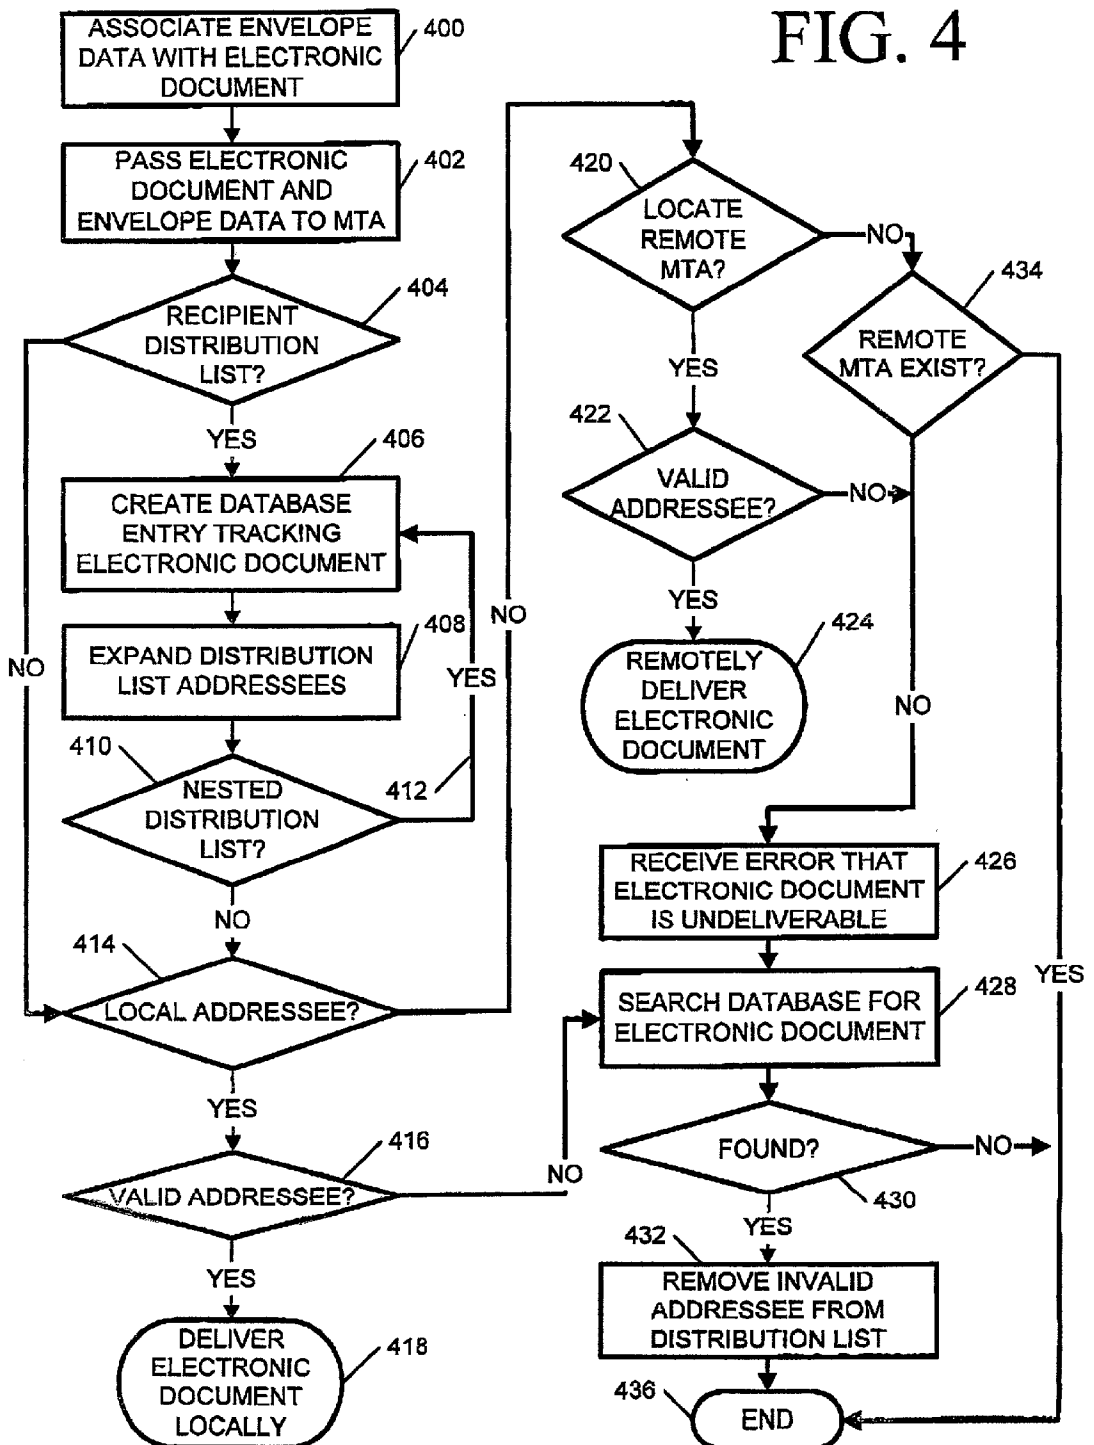 FIG. 4
ASSOCIATE ENVELOPE
DATA WITH ELECTRONIC
DOCUMENT
400
PASS ELECTRONIC
DOCUMENT AND
ENVELOPE DATA TO MTA
402
RECIPIENT
DISTRIBUTION
LIST?
404
NO
YES
CREATE DATABASE
ENTRY TRACKING
ELECTRONIC DOCUMENT
406
EXPAND DISTRIBUTION
LIST ADDRESSEES
408
NESTED
DISTRIBUTION
LIST?
410
YES
412
NO
LOCAL ADDRESSEE?
414
NO
YES
VALID ADDRESSEE?
416
NO
YES
DELIVER
ELECTRONIC
DOCUMENT
LOCALLY
418
LOCATE
REMOTE
MTA?
420
NO
YES
REMOTE
MTA EXIST?
434
VALID
ADDRESSEE?
422
NO
YES
REMOTELY
DELIVER
ELECTRONIC
DOCUMENT
424
NO
YES
RECEIVE ERROR THAT
ELECTRONIC DOCUMENT
IS UNDELIVERABLE
426
SEARCH DATABASE FOR
ELECTRONIC DOCUMENT
428
FOUND?
430
NO
YES
REMOVE INVALID
ADDRESSEE FROM
DISTRIBUTION LIST
432
END
436